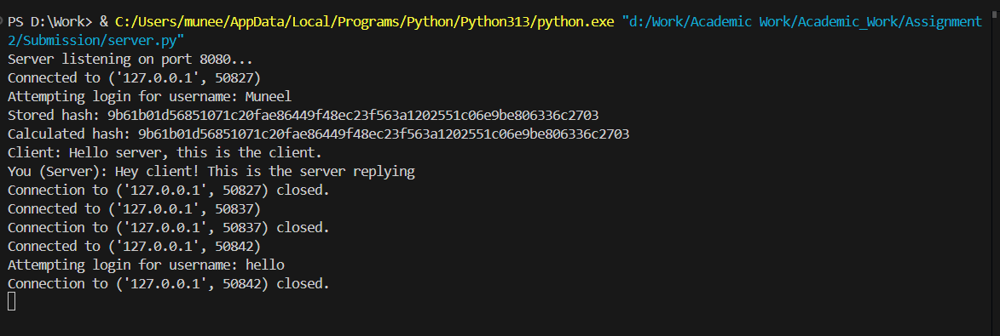 PS D:\Work> & C:/Users/munee/AppData/Local/Programs/Python/Python313/python.exe "d:/Work/Academic Work/Academic_Work/Assignment
2/Submission/server.py"
Server listening on port 8080...
Connected to ('127.0.0.1', 50827)
Attempting login for username: Muneel
Stored hash: 9b61b01d56851071c20fae86449f48ec23f563a1202551c06e9be806336c2703
Calculated hash: 9b61b01d56851071c20fae86449f48ec23f563a1202551c06e9be806336c2703
Client: Hello server, this is the client.
You (Server): Hey client! This is the server replying
Connection to ('127.0.0.1', 50827) closed.
Connected to ('127.0.0.1', 50837)
Connection to ('127.0.0.1', 50837) closed.
Connected to ('127.0.0.1', 50842)
Attempting login for username: hello
Connection to ('127.0.0.1', 50842) closed.